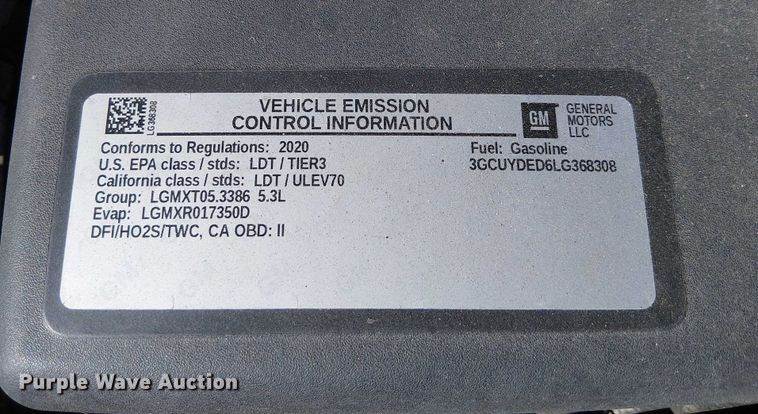 LG368308
VEHICLE EMISSION
CONTROL INFORMATION
GM
GENERAL
MOTORS
LLC
Conforms to Regulations: 2020
U.S. EPA class / stds: LDT / TIER3
California class / stds: LDT / ULEV70
Group: LGMXT05.3386 5.3L
Evap: LGMXR017350D
DFI/HO2S/TWC, CA OBD: II
Fuel: Gasoline
3GCUYDED6LG368308
Purple Wave Auction